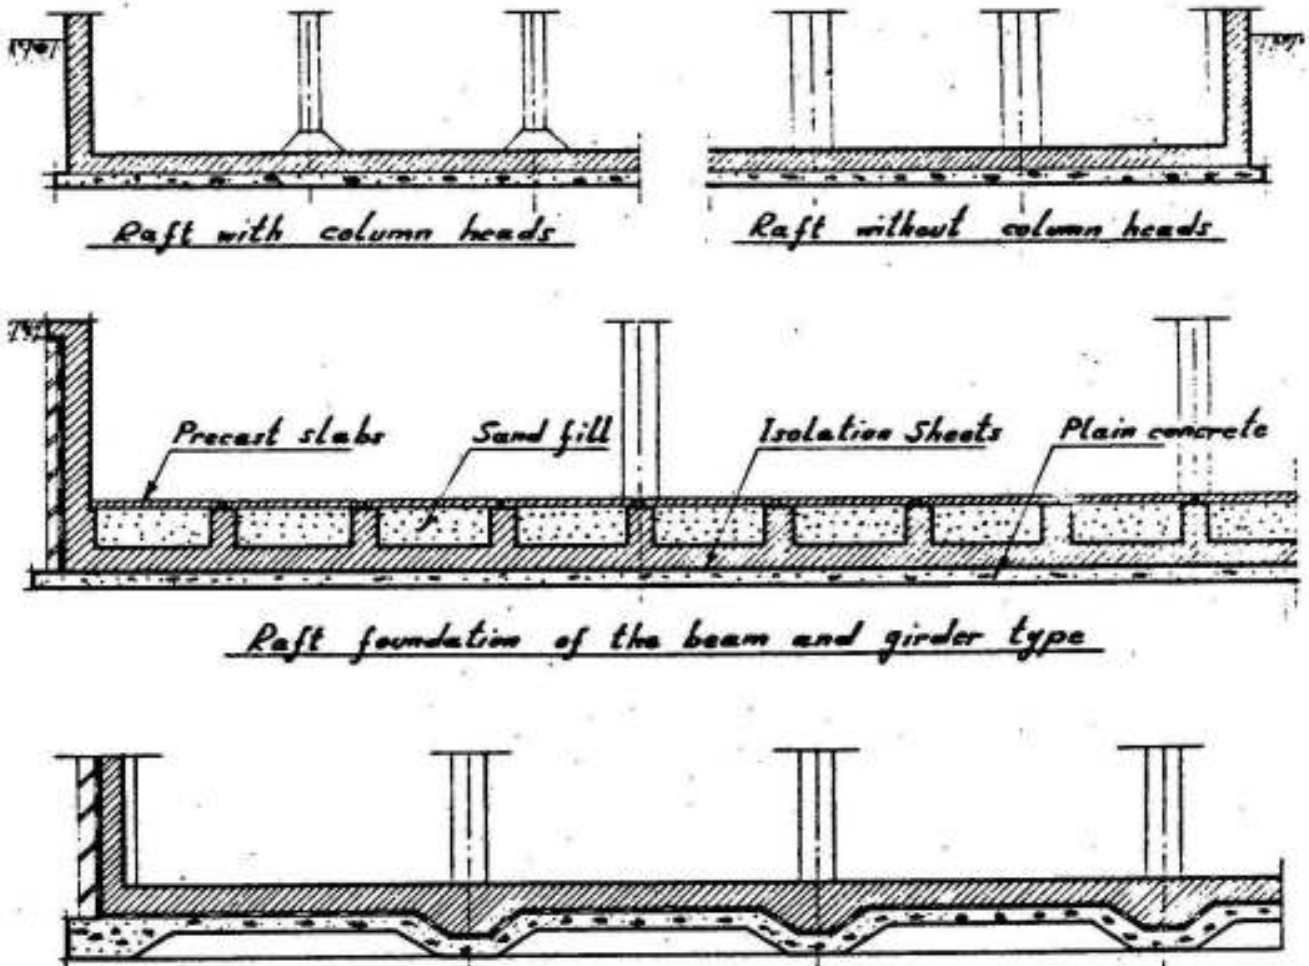 Raft with column heads
Raft without column heads
Precast slabs
Sand fill
Isolation Sheets
Plain concrete
Raft foundation of the beam and girder type